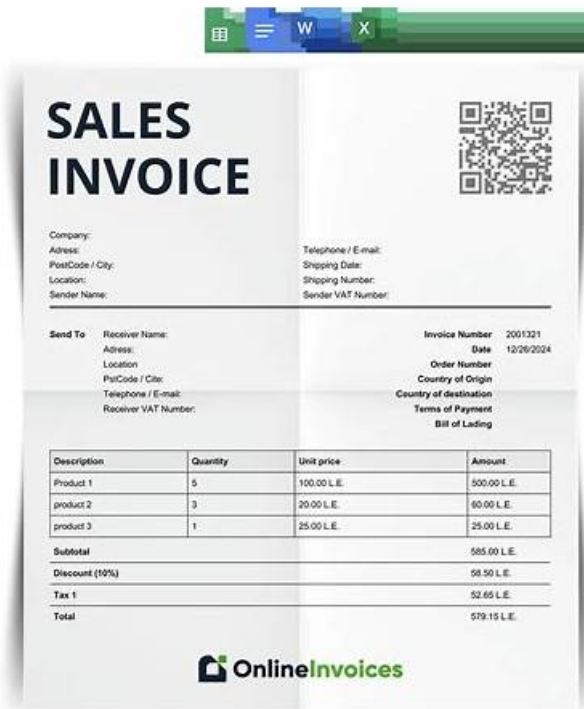 W X
SALES
INVOICE
Company:
Adress:
Telephone / E-mail:
PostCode / City:
Shipping Date:
Location:
Shipping Number:
Sender Name:
Sender VAT Number:
Send To Receiver Name:
Invoice Number 2001321
Adress:
Date 12/26/2024
Location
Order Number
PstCode / Cite:
Country of Origin
Telephone / E-mail:
Country of destination
Receiver VAT Number:
Terms of Payment
Bill of Lading
Description Quantity Unit price Amount
Product 1 5 100.00 L.E. 500.00 L.E.
product 2 3 20.00 L.E. 60.00 L.E.
product 3 1 25.00 L.E. 25.00 L.E.
Subtotal 585.00 L.E.
Discount (10%) 58.50 L.E.
Tax 1 52.65 L.E.
Total 579.15 L.E.
OnlineInvoices